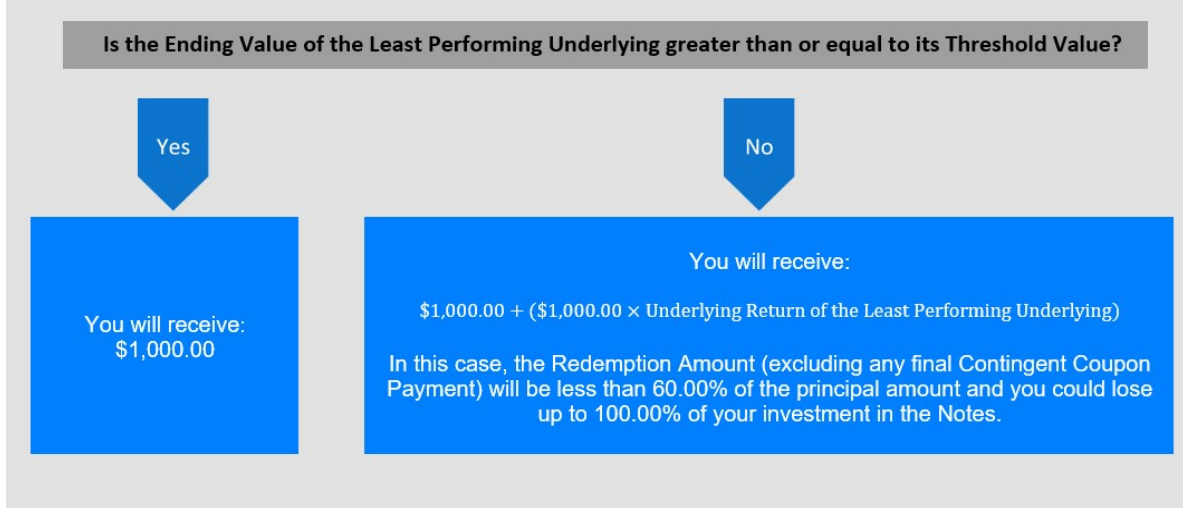 Is the Ending Value of the Least Performing Underlying greater than or equal to its Threshold Value?
Yes
No
You will receive:
$1,000.00
You will receive:
$1,000.00 + ($1,000.00 × Underlying Return of the Least Performing Underlying)
In this case, the Redemption Amount (excluding any final Contingent Coupon
Payment) will be less than 60.00% of the principal amount and you could lose
up to 100.00% of your investment in the Notes.